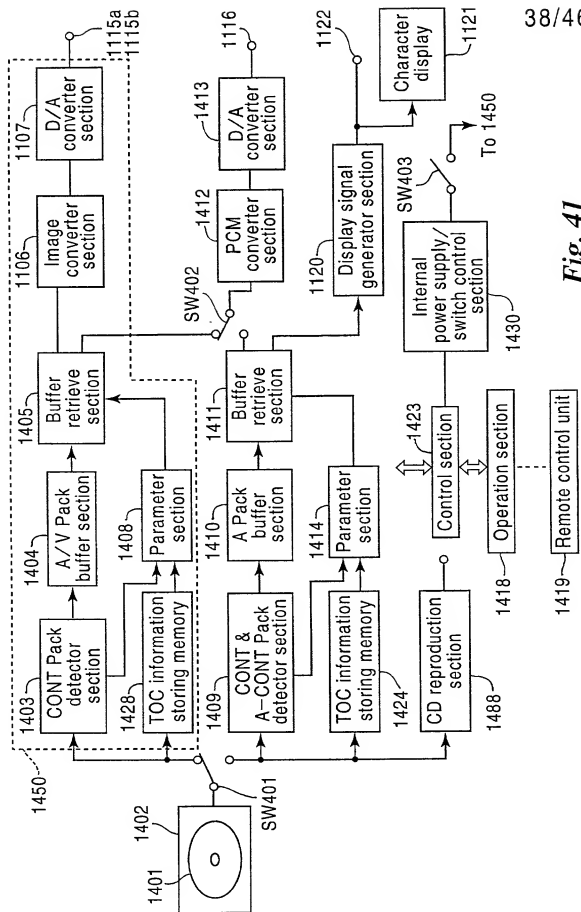 38/46
1450
1403
CONT Pack
detector
section
1404
A/V Pack
buffer section
1405
Buffer
retrieve
section
1106
Image
converter
section
1107
D/A
converter
section
1115a
1115b
1428
TOC information
storing memory
1408
Parameter
section
1402
1401
SW401
1409
CONT &
A-CONT Pack
detector section
1410
A Pack
buffer
section
1411
Buffer
retrieve
section
SW402
1412
PCM
converter
section
1413
D/A
converter
section
1116
1424
TOC information
storing memory
1414
Parameter
section
1120
Display signal
generator section
1122
1121
Character
display
1488
CD reproduction
section
1423
Control section
1430
Internal
power supply/
switch control
section
SW403
To 1450
1418
Operation section
1419
Remote control unit
Fig. 41